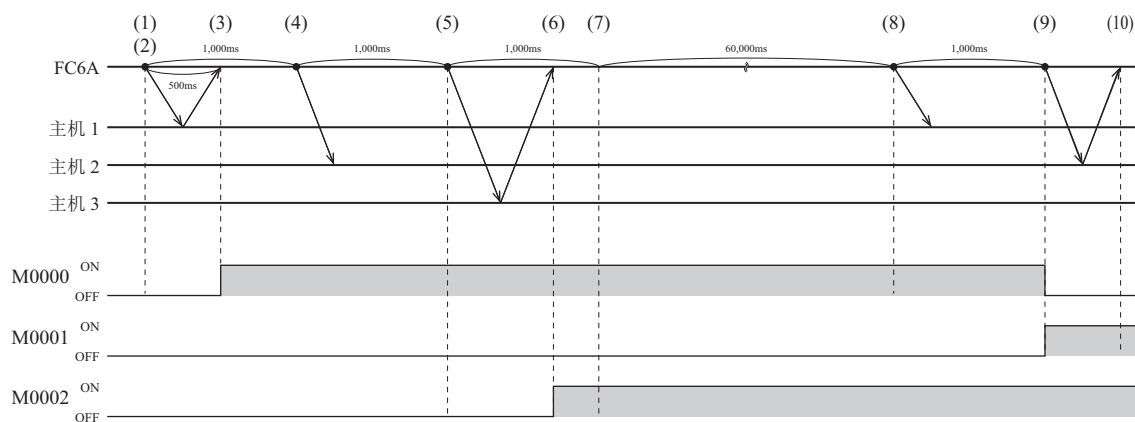 (1) (3) (4) (5) (6) (7) (8) (9) (10)
(2) 1,000ms 1,000ms 1,000ms 60,000ms 1,000ms
FC6A
500ms
主机 1
主机 2
主机 3
ON
M0000
OFF
ON
M0001
OFF
ON
M0002
OFF